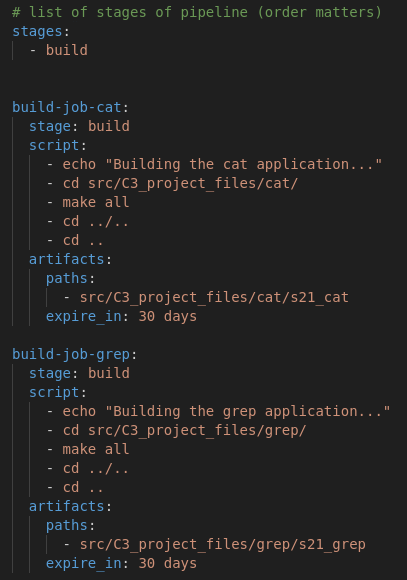 # list of stages of pipeline (order matters)
stages:
  - build
build-job-cat:
  stage: build
  script:
    - echo "Building the cat application..."
    - cd src/C3_project_files/cat/
    - make all
    - cd ../..
    - cd ..
  artifacts:
    paths:
      - src/C3_project_files/cat/s21_cat
    expire_in: 30 days
build-job-grep:
  stage: build
  script:
    - echo "Building the grep application..."
    - cd src/C3_project_files/grep/
    - make all
    - cd ../..
    - cd ..
  artifacts:
    paths:
      - src/C3_project_files/grep/s21_grep
    expire_in: 30 days